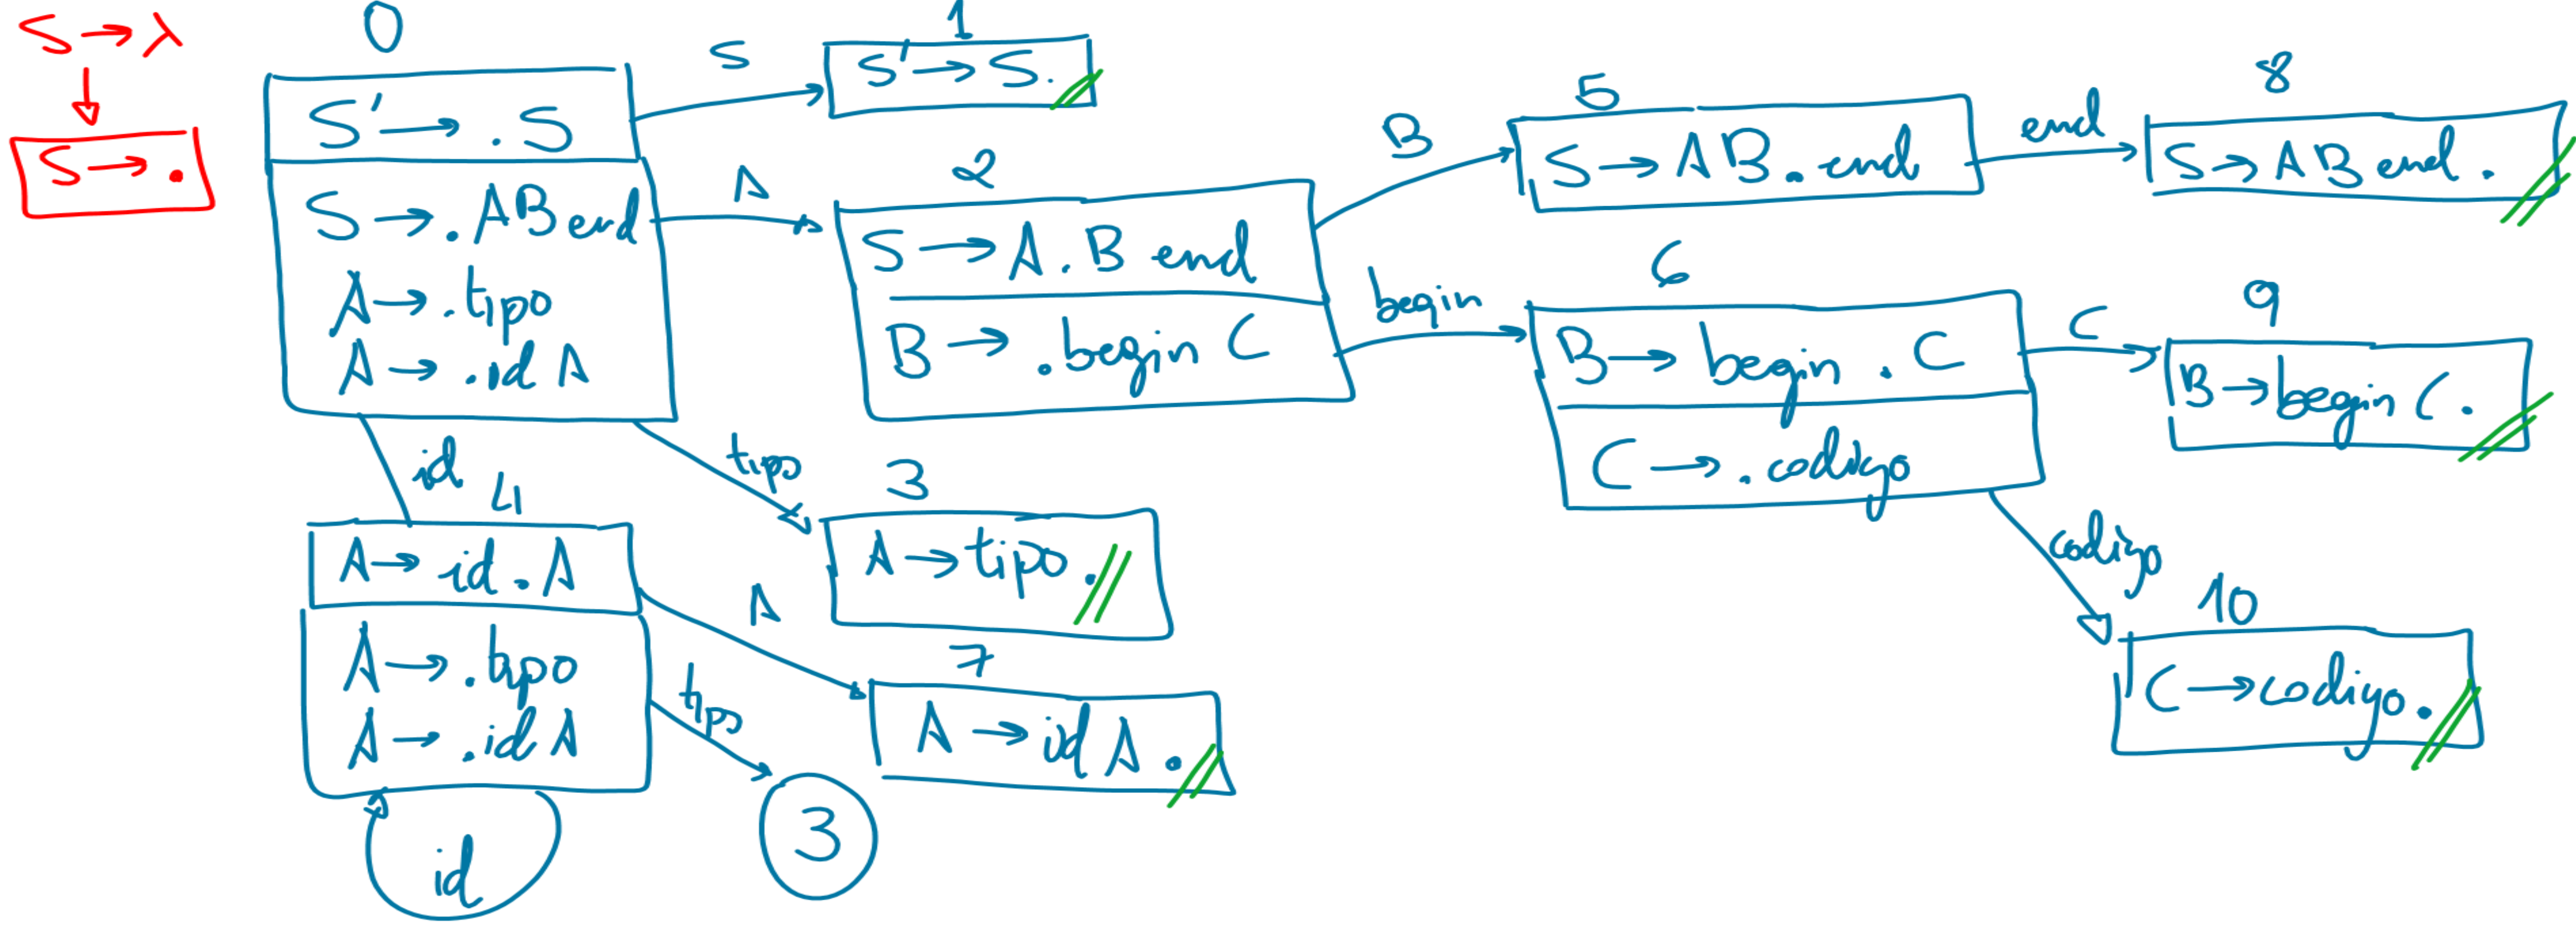 S → λ
S → .
0
S' → . S
S → . A B end
A → . tipo
A → . id A
S
1
S' → S.
A
2
S → A . B end
B → . begin C
B
5
S → A B . end
end
8
S → A B end .
begin
6
B → begin . C
C → . codigo
C
9
B → begin C .
codigo
10
C → codigo .
tipo
3
A → tipo .
id
4
A → id . A
A → . tipo
A → . id A
A
7
A → id A .
tipo
3
id